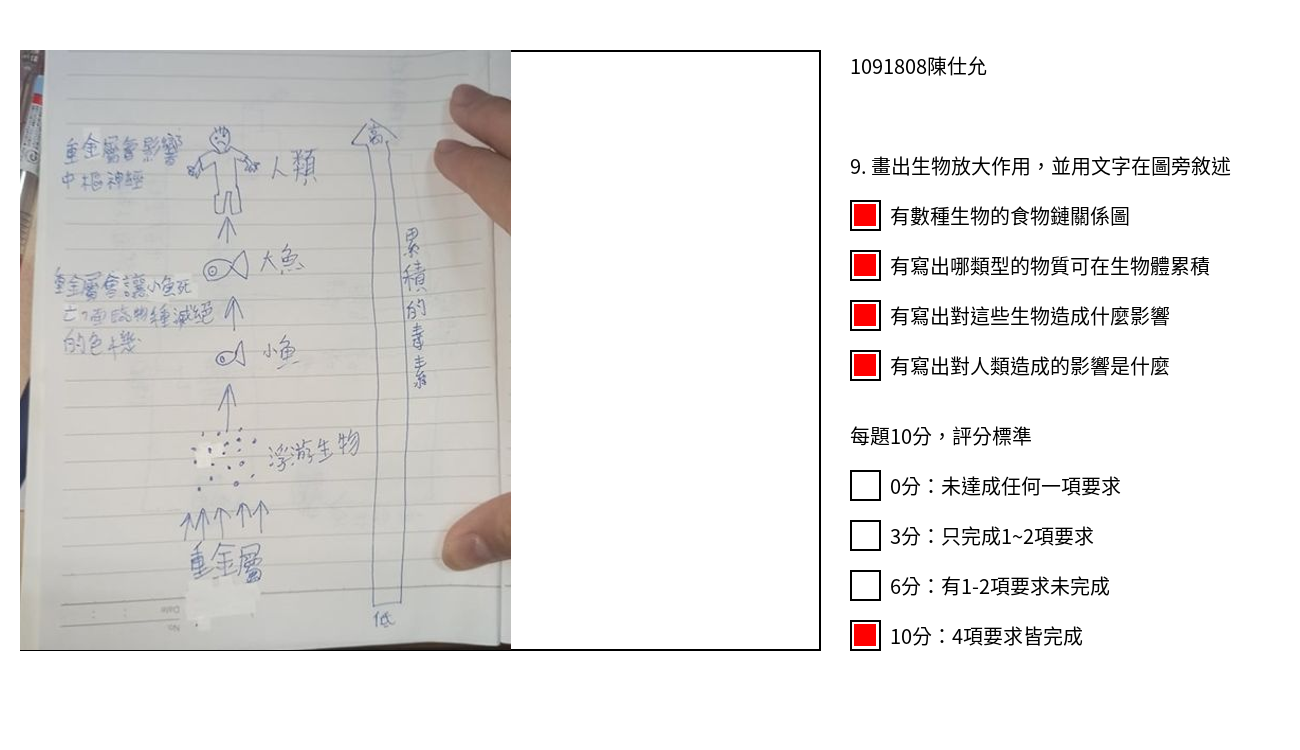 重金屬會影響
中樞神經
人類
高
大魚
累積的毒素
重金屬會讓小魚死
亡,面臨物種滅絕
的危機
小魚
浮游生物
重金屬
低
Date
No.
1091808陳仕允
9. 畫出生物放大作用，並用文字在圖旁敘述
有數種生物的食物鏈關係圖
有寫出哪類型的物質可在生物體累積
有寫出對這些生物造成什麼影響
有寫出對人類造成的影響是什麼
每題10分，評分標準
0分：未達成任何一項要求
3分：只完成1~2項要求
6分：有1-2項要求未完成
10分：4項要求皆完成